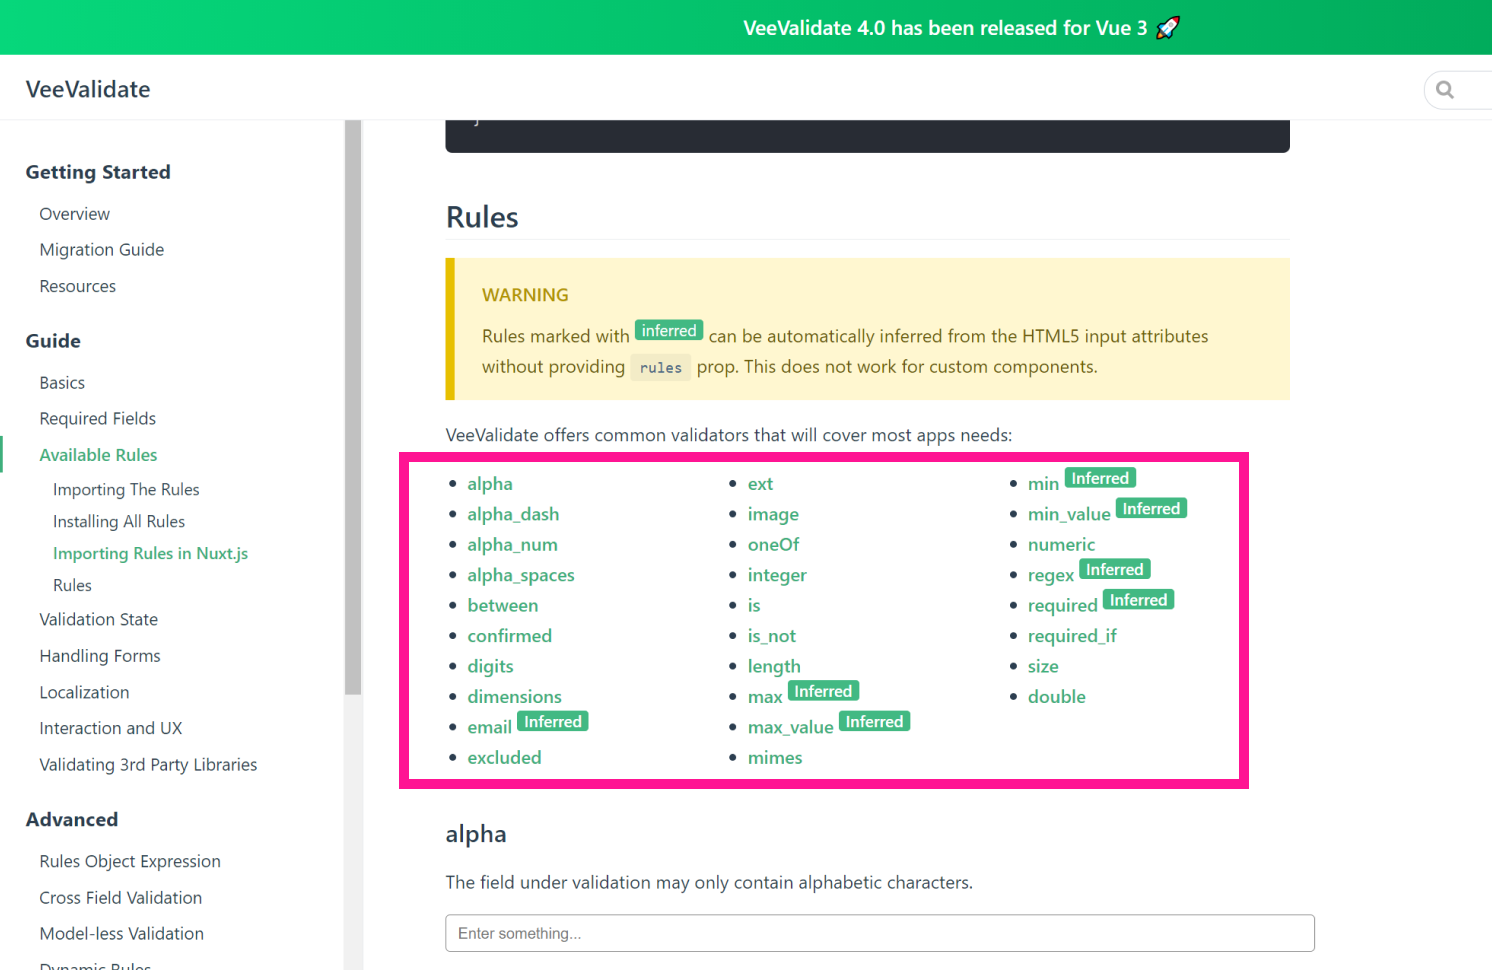 VeeValidate 4.0 has been released for Vue 3 🚀
VeeValidate
Getting Started
Overview
Migration Guide
Resources
Guide
Basics
Required Fields
Available Rules
Importing The Rules
Installing All Rules
Importing Rules in Nuxt.js
Rules
Validation State
Handling Forms
Localization
Interaction and UX
Validating 3rd Party Libraries
Advanced
Rules Object Expression
Cross Field Validation
Model-less Validation
Dynamic Rules
}
Rules
WARNING
Rules marked with inferred can be automatically inferred from the HTML5 input attributes
without providing rules prop. This does not work for custom components.
VeeValidate offers common validators that will cover most apps needs:
alpha
alpha_dash
alpha_num
alpha_spaces
between
confirmed
digits
dimensions
email Inferred
excluded
ext
image
oneOf
integer
is
is_not
length
max Inferred
max_value Inferred
mimes
min Inferred
min_value Inferred
numeric
regex Inferred
required Inferred
required_if
size
double
alpha
The field under validation may only contain alphabetic characters.
Enter something...